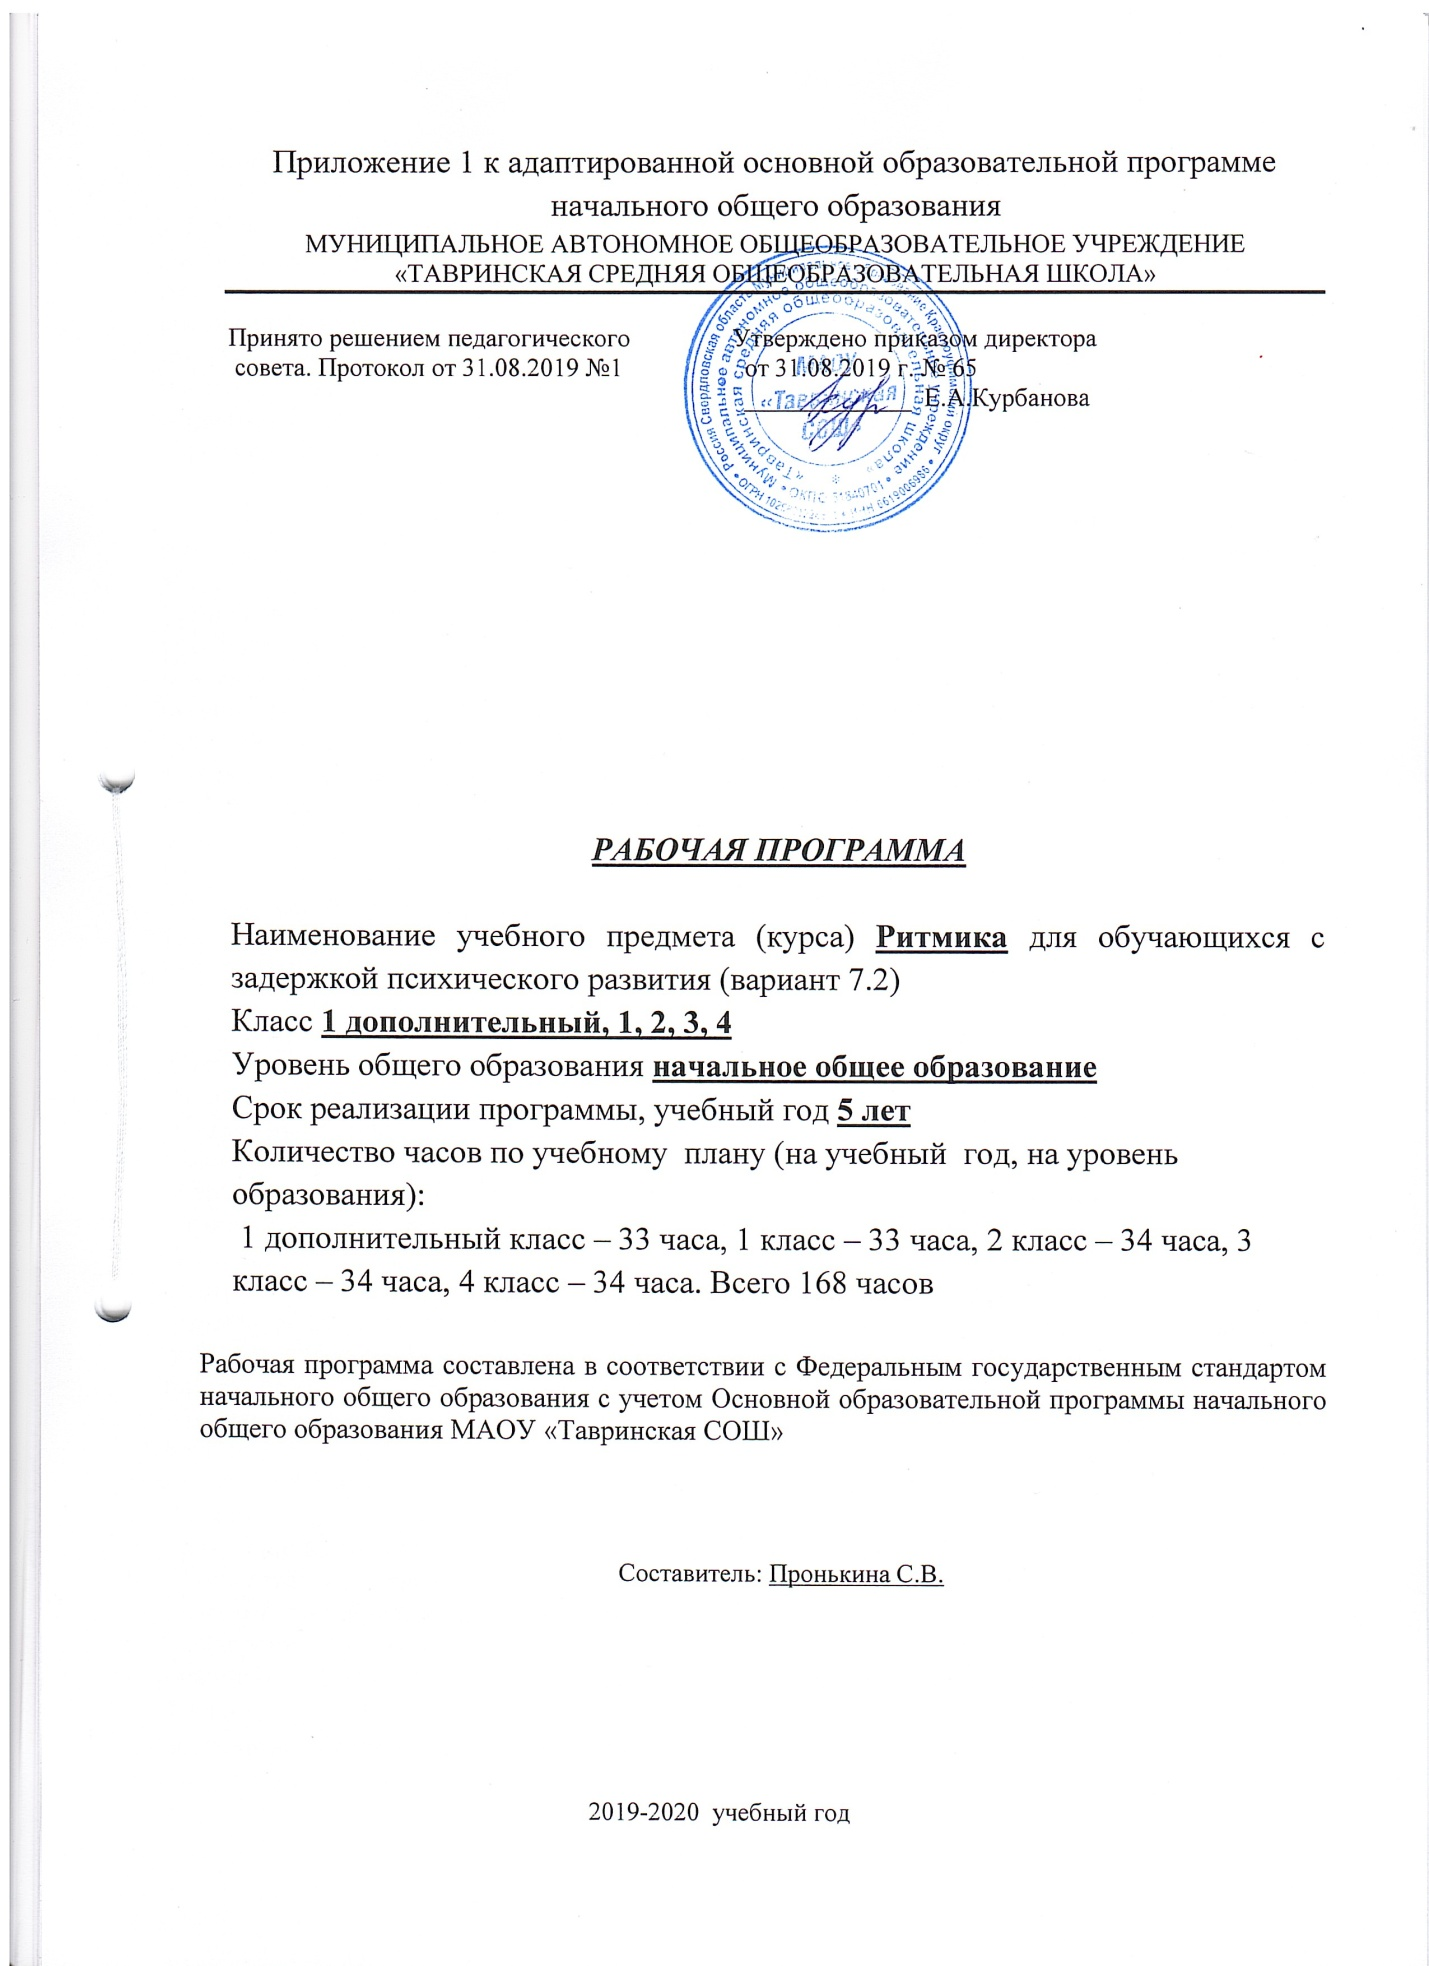 Приложение 1 к адаптированной основной образовательной программе
начального общего образования
МУНИЦИПАЛЬНОЕ АВТОНОМНОЕ ОБЩЕОБРАЗОВАТЕЛЬНОЕ УЧРЕЖДЕНИЕ
«ТАВРИНСКАЯ СРЕДНЯЯ ОБЩЕОБРАЗОВАТЕЛЬНАЯ ШКОЛА»
Принято решением педагогического
совета. Протокол от 31.08.2019 №1
Утверждено приказом директора
от 31.08.2019 г. № 65
Е.А.Курбанова
МАОУ
«Тавринская
СОШ»
РАБОЧАЯ ПРОГРАММА
Наименование учебного предмета (курса) Ритмика для обучающихся с
задержкой психического развития (вариант 7.2)
Класс 1 дополнительный, 1, 2, 3, 4
Уровень общего образования начальное общее образование
Срок реализации программы, учебный год 5 лет
Количество часов по учебному плану (на учебный год, на уровень
образования):
1 дополнительный класс – 33 часа, 1 класс – 33 часа, 2 класс – 34 часа, 3
класс – 34 часа, 4 класс – 34 часа. Всего 168 часов
Рабочая программа составлена в соответствии с Федеральным государственным стандартом
начального общего образования с учетом Основной образовательной программы начального
общего образования МАОУ «Тавринская СОШ»
Составитель: Пронькина С.В.
2019-2020 учебный год